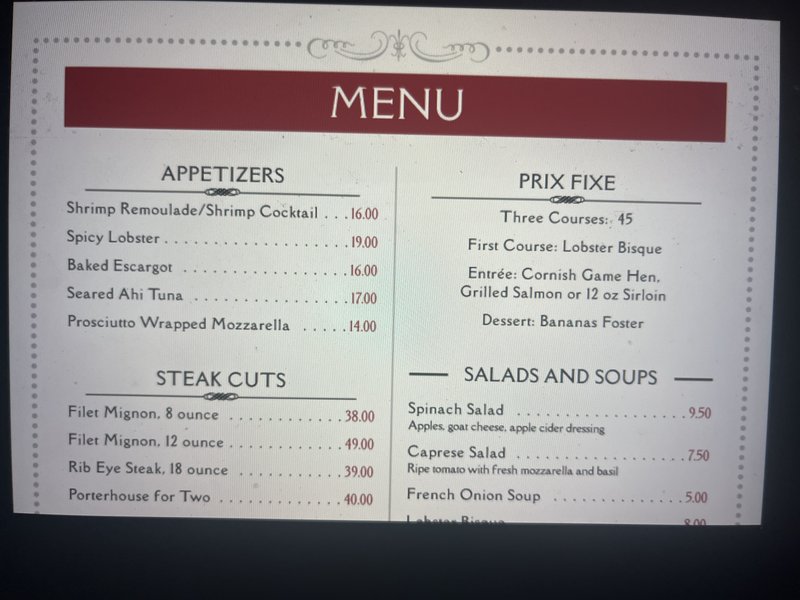 MENU
APPETIZERS
Shrimp Remoulade/Shrimp Cocktail . . . 16.00
Spicy Lobster . . . . . . . . . . . . . . . . . . . . . . . 19.00
Baked Escargot . . . . . . . . . . . . . . . . . . . . . 16.00
Seared Ahi Tuna . . . . . . . . . . . . . . . . . . . . 17.00
Prosciutto Wrapped Mozzarella . . . . . 14.00
STEAK CUTS
Filet Mignon, 8 ounce . . . . . . . . . . . . . . 38.00
Filet Mignon, 12 ounce . . . . . . . . . . . . . . 49.00
Rib Eye Steak, 18 ounce . . . . . . . . . . . . . 39.00
Porterhouse for Two . . . . . . . . . . . . . . . 40.00
PRIX FIXE
Three Courses: 45
First Course: Lobster Bisque
Entrée: Cornish Game Hen,
Grilled Salmon or 12 oz Sirloin
Dessert: Bananas Foster
SALADS AND SOUPS
Spinach Salad . . . . . . . . . . . . . . . . . . . . 9.50
Apples, goat cheese, apple cider dressing
Caprese Salad . . . . . . . . . . . . . . . . . . . . . 7.50
Ripe tomato with fresh mozzarella and basil
French Onion Soup . . . . . . . . . . . . . . . 5.00
Lobster Bisque 8.00